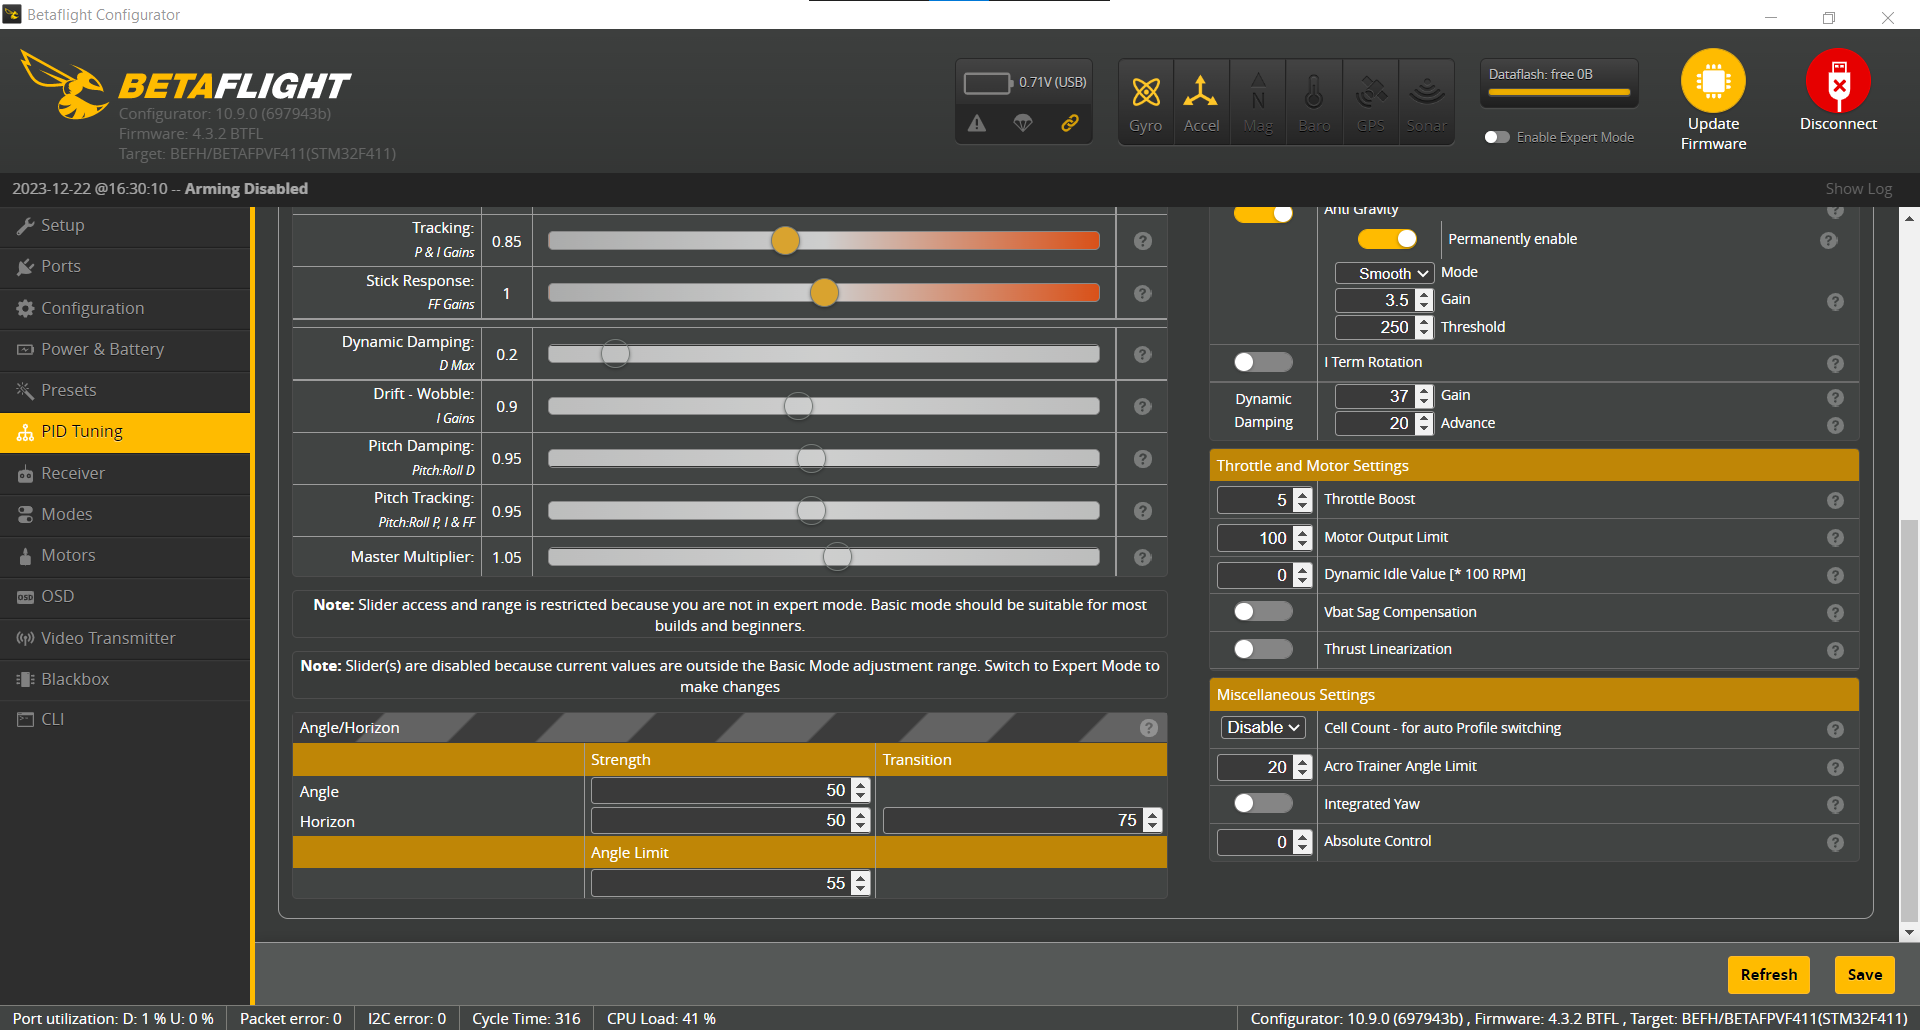 Betaflight Configurator
BETAFLIGHT
Configurator: 10.9.0 (697943b)
Firmware: 4.3.2 BTFL
Target: BEFH/BETAFPVF411(STM32F411)
0.71V (USB)
Gyro
Accel
N
Mag
Baro
GPS
Sonar
Dataflash: free 0B
Enable Expert Mode
Update
Firmware
Disconnect
2023-12-22 @16:30:10 -- Arming Disabled
Show Log
Setup
Ports
Configuration
Power & Battery
Presets
PID Tuning
Receiver
Modes
Motors
OSD
Video Transmitter
Blackbox
CLI
Tracking:
P & I Gains
0.85
Stick Response:
FF Gains
1
Dynamic Damping:
D Max
0.2
Drift - Wobble:
I Gains
0.9
Pitch Damping:
Pitch:Roll D
0.95
Pitch Tracking:
Pitch:Roll P, I & FF
0.95
Master Multiplier:
1.05
Note: Slider access and range is restricted because you are not in expert mode. Basic mode should be suitable for most
builds and beginners.
Note: Slider(s) are disabled because current values are outside the Basic Mode adjustment range. Switch to Expert Mode to
make changes
Angle/Horizon
Strength
Transition
Angle
50
Horizon
50
75
Angle Limit
55
Anti Gravity
Permanently enable
Smooth
Mode
3.5
Gain
250
Threshold
I Term Rotation
Dynamic
Damping
37
Gain
20
Advance
Throttle and Motor Settings
5
Throttle Boost
100
Motor Output Limit
0
Dynamic Idle Value [* 100 RPM]
Vbat Sag Compensation
Thrust Linearization
Miscellaneous Settings
Disable
Cell Count - for auto Profile switching
20
Acro Trainer Angle Limit
Integrated Yaw
0
Absolute Control
Refresh
Save
Port utilization: D: 1 % U: 0 %
Packet error: 0
I2C error: 0
Cycle Time: 316
CPU Load: 41 %
Configurator: 10.9.0 (697943b) , Firmware: 4.3.2 BTFL , Target: BEFH/BETAFPVF411(STM32F411)